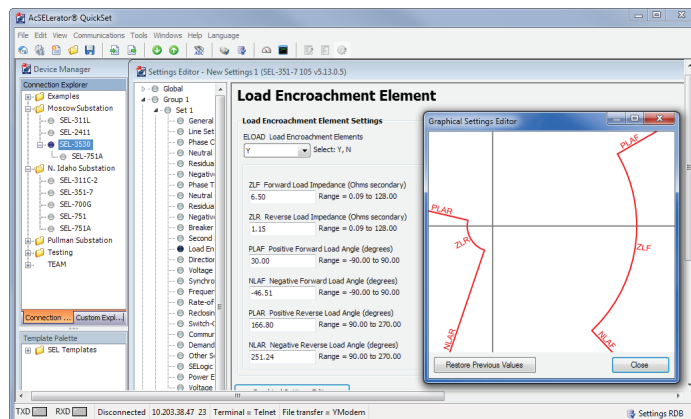 AcSELerator® QuickSet
File Edit View Communications Tools Windows Help Language
Device Manager
Connection Explorer
Examples
MoscowSubstation
SEL-311L
SEL-2411
SEL-3530
SEL-751A
N. Idaho Substation
SEL-311C-2
SEL-351-7
SEL-700G
SEL-751
SEL-751A
Pullman Substation
Testing
TEAM
Connection ... Custom Expl...
Template Palette
SEL Templates
Settings Editor - New Settings 1 (SEL-351-7 105 v5.13.0.5)
Global
Group 1
Set 1
General
Line Set
Phase O
Neutral
Residua
Negativ
Phase T
Neutral
Residua
Negativ
Breaker
Second
Load En
Direction
Voltage
Synchro
Frequen
Rate-of
Reclosin
Switch-O
Commun
Demand
Other S
SELogic
Power E
Voltage
Load Encroachment Element
Load Encroachment Element Settings
ELOAD Load Encroachment Elements
Y Select: Y, N
ZLF Forward Load Impedance (Ohms secondary)
6.50 Range = 0.09 to 128.00
ZLR Reverse Load Impedance (Ohms secondary)
1.15 Range = 0.09 to 128.00
PLAF Positive Forward Load Angle (degrees)
30.00 Range = -90.00 to 90.00
NLAF Negative Forward Load Angle (degrees)
-46.51 Range = -90.00 to 90.00
PLAR Positive Reverse Load Angle (degrees)
166.80 Range = 90.00 to 270.00
NLAR Negative Reverse Load Angle (degrees)
251.24 Range = 90.00 to 270.00
Graphical Settings Editor
PLAF
PLAR
ZLR
ZLF
NLAR
NLAF
Restore Previous Values Close
TXD RXD Disconnected 10.203.38.47 23 Terminal = Telnet File transfer = YModem Settings RDB